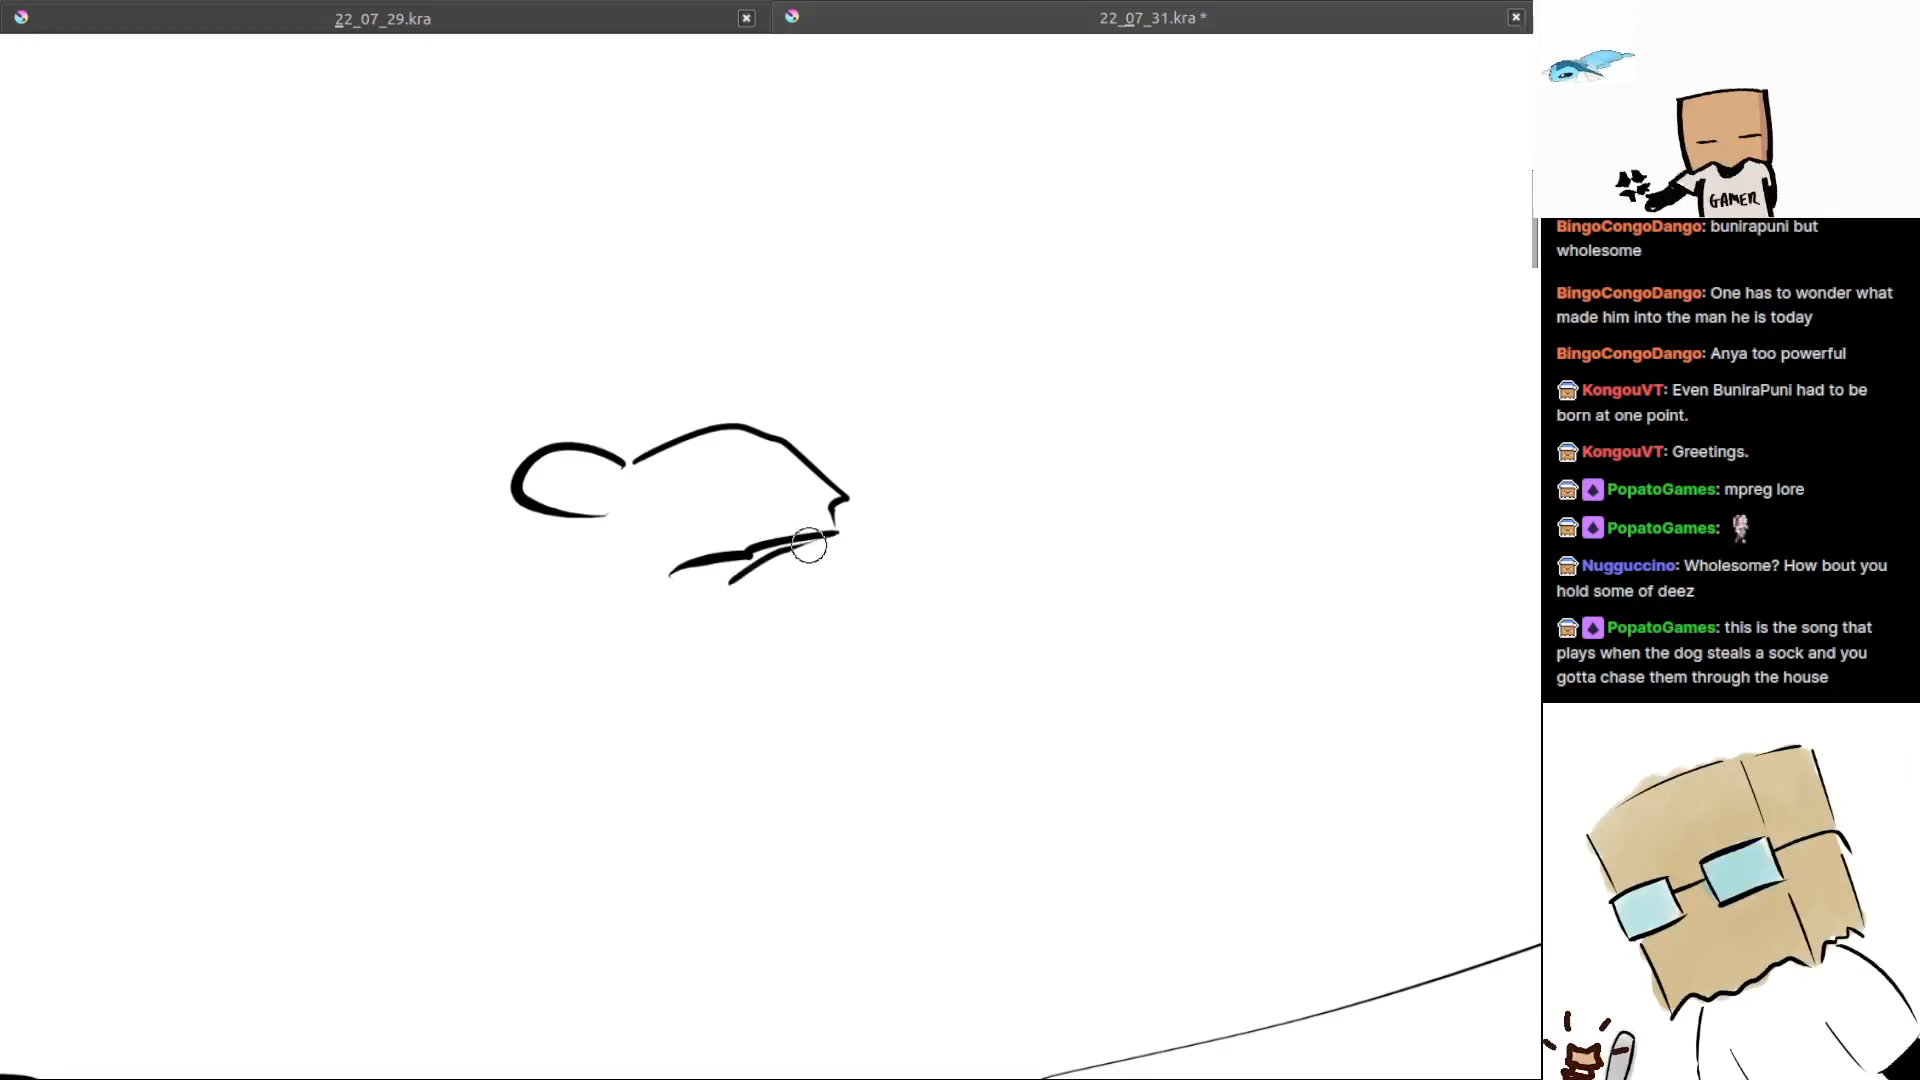 22_07_29.kra
22_07_31.kra *
GAMER
BingoCongoDango: bunirapuni but
wholesome
BingoCongoDango: One has to wonder what
made him into the man he is today
BingoCongoDango: Anya too powerful
KongouVT: Even BuniraPuni had to be
born at one point.
KongouVT: Greetings.
PopatoGames: mpreg lore
PopatoGames:
Nugguccino: Wholesome? How bout you
hold some of deez
PopatoGames: this is the song that
plays when the dog steals a sock and you
gotta chase them through the house